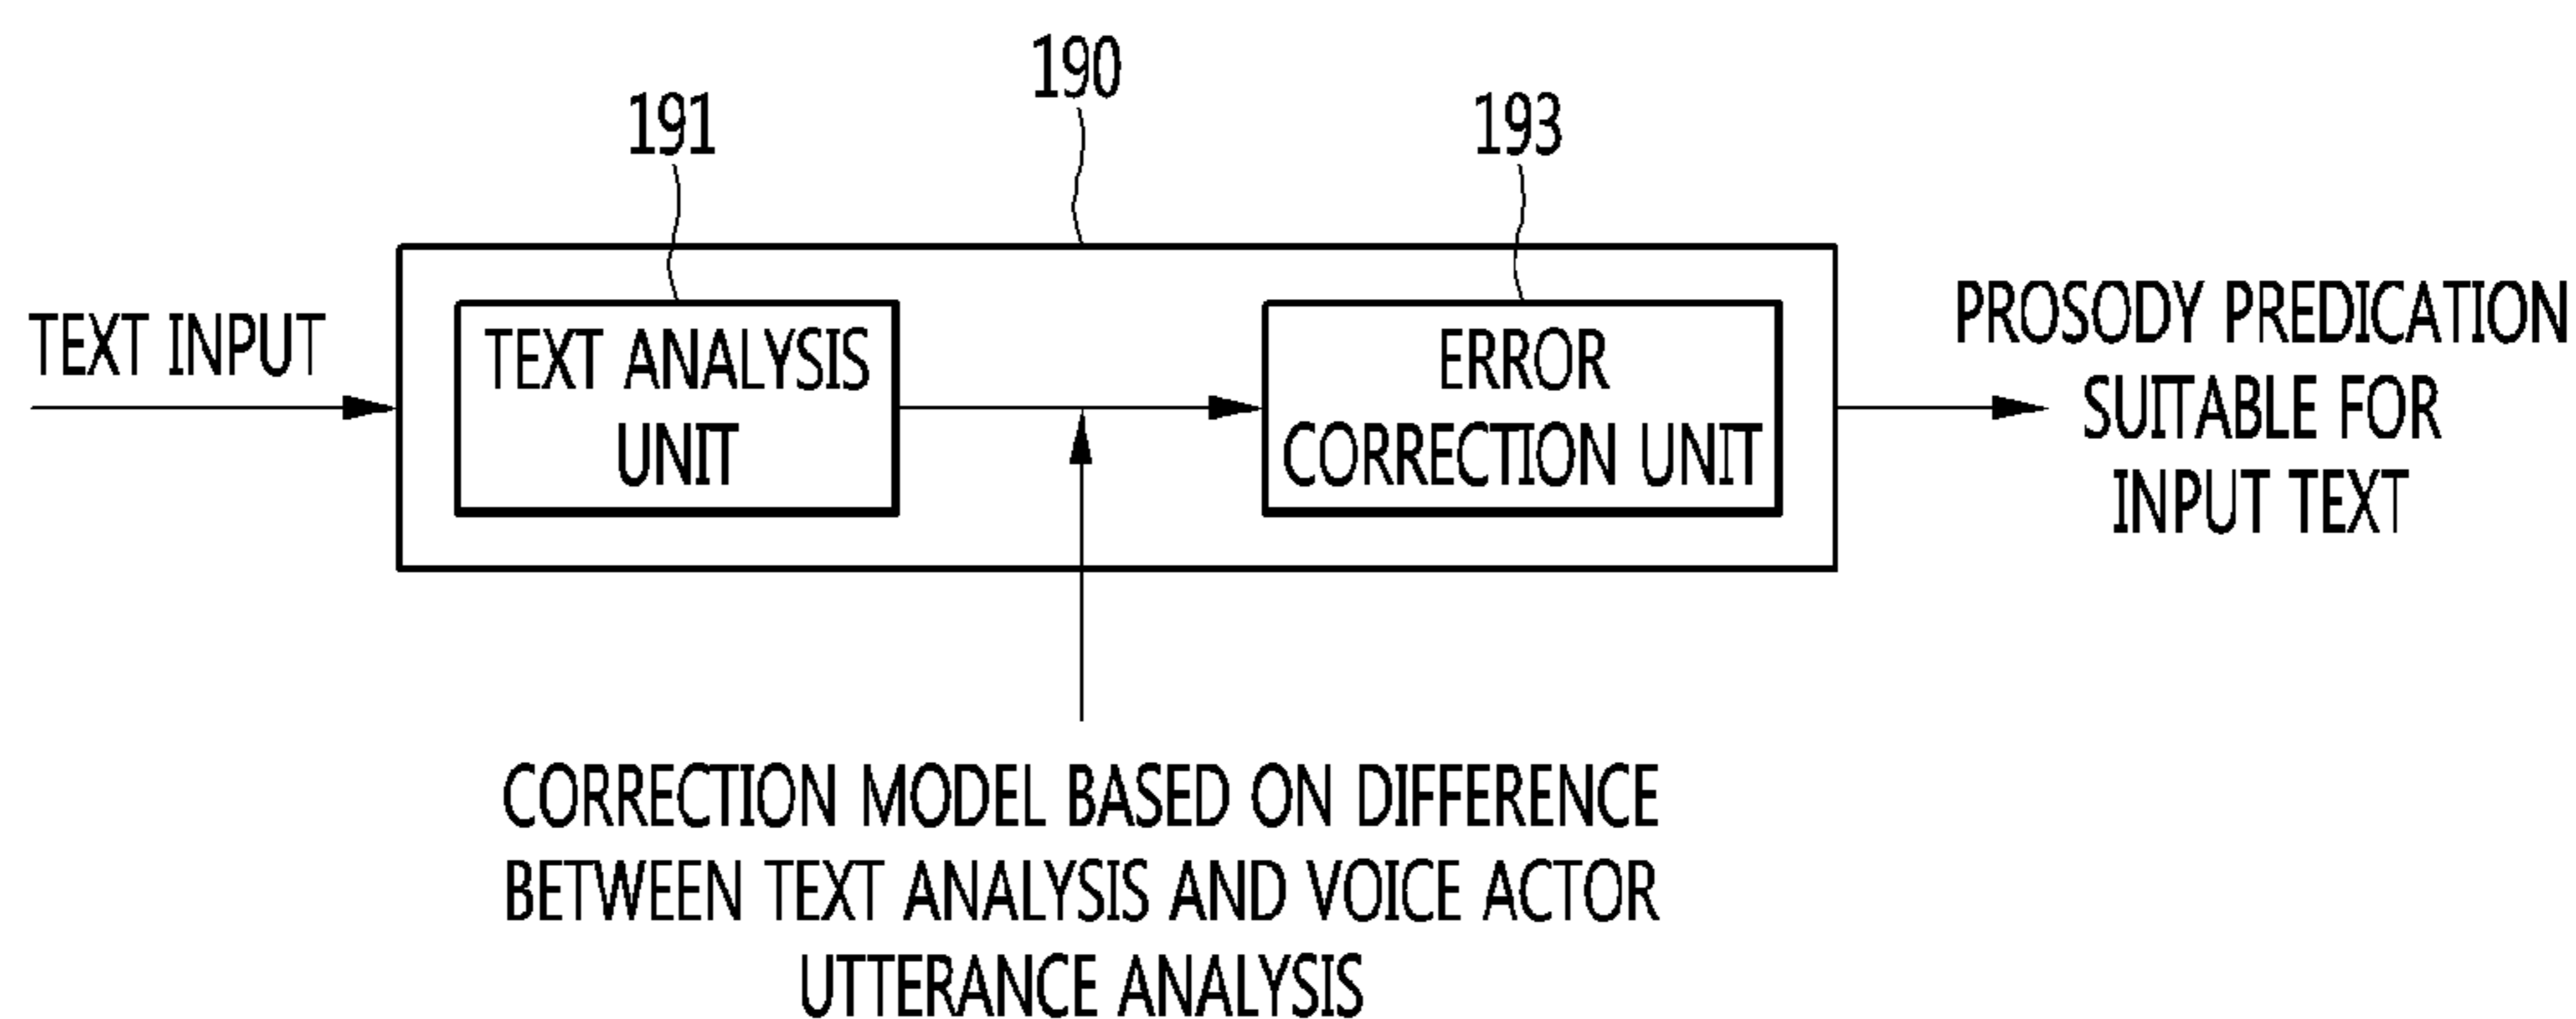 190
191
193
TEXT INPUT
TEXT ANALYSIS
UNIT
ERROR
CORRECTION UNIT
PROSODY PREDICATION
SUITABLE FOR
INPUT TEXT
CORRECTION MODEL BASED ON DIFFERENCE
BETWEEN TEXT ANALYSIS AND VOICE ACTOR
UTTERANCE ANALYSIS